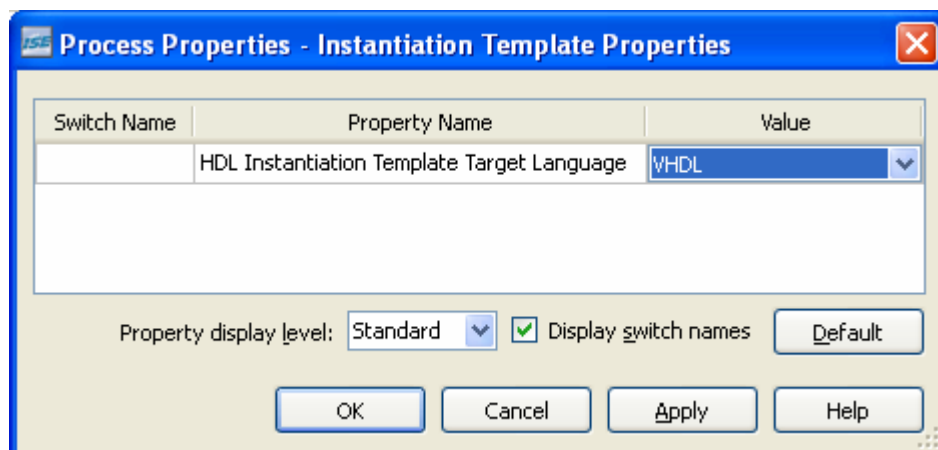 ISE Process Properties - Instantiation Template Properties
Switch Name Property Name Value
HDL Instantiation Template Target Language VHDL
Property display level: Standard Display switch names Default
OK Cancel Apply Help